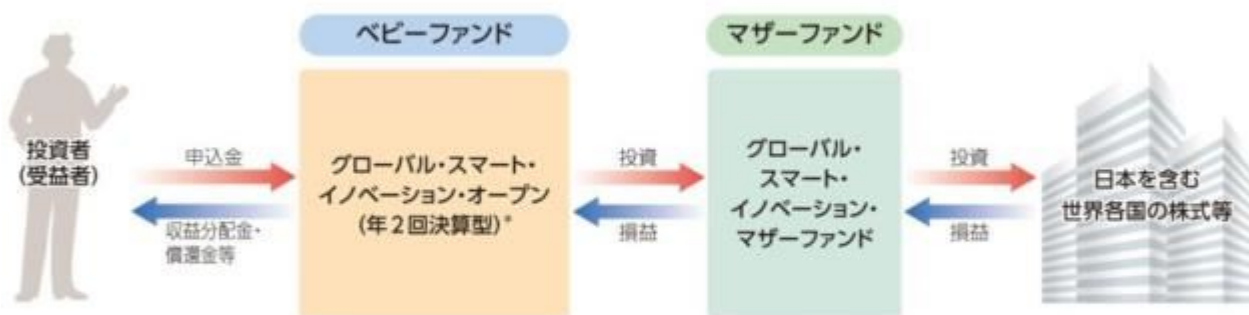 ベビーファンド
マザーファンド
投資者
(受益者)
申込金
収益分配金・
償還金等
グローバル・スマート・
イノベーション・オープン
(年2回決算型)*
投資
損益
グローバル・
スマート・
イノベーション・
マザーファンド
投資
損益
日本を含む
世界各国の株式等